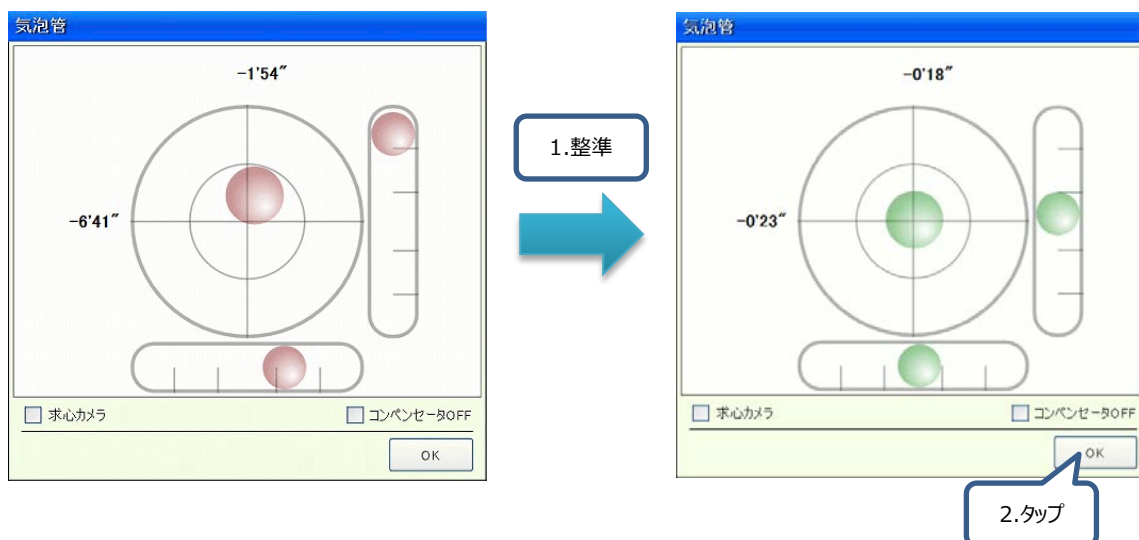 気泡管
-1'54″
-6'41″
求心カメラ
コンペンセータOFF
OK
1.整準
気泡管
-0'18″
-0'23″
求心カメラ
コンペンセータOFF
OK
2.タップ